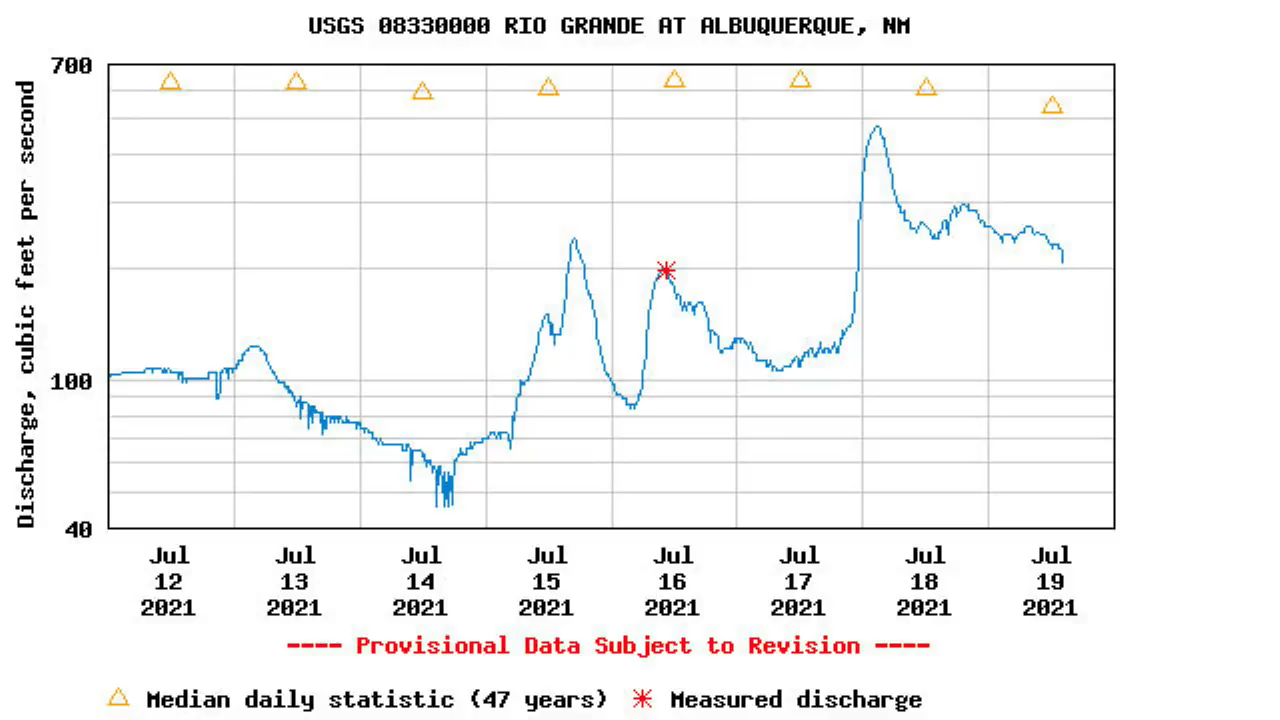 USGS 08330000 RIO GRANDE AT ALBUQUERQUE, NM
Discharge, cubic feet per second
700
100
40
Jul Jul Jul Jul Jul Jul Jul Jul
12 13 14 15 16 17 18 19
2021 2021 2021 2021 2021 2021 2021 2021
---- Provisional Data Subject to Revision ----
Median daily statistic (47 years) Measured discharge